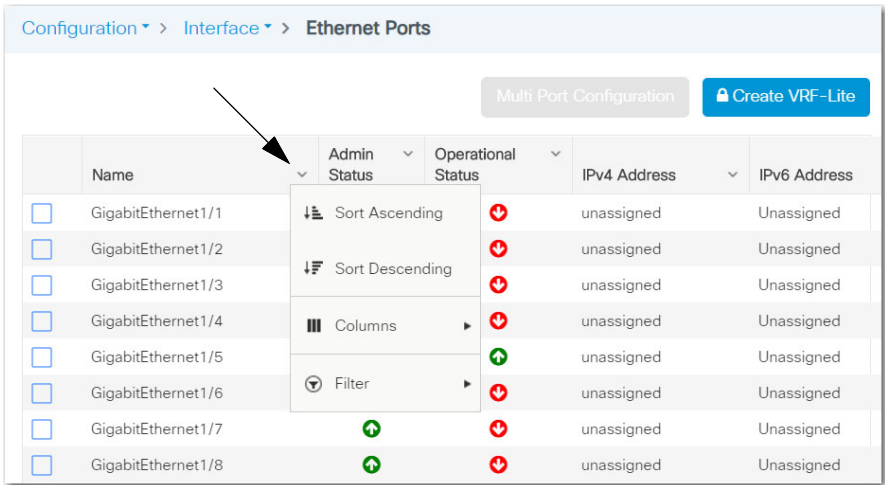 Configuration > Interface > Ethernet Ports
Multi Port Configuration Create VRF-Lite
Name Admin Status Operational Status IPv4 Address IPv6 Address
GigabitEthernet1/1 Sort Ascending unassigned Unassigned
GigabitEthernet1/2 unassigned Unassigned
Sort Descending
GigabitEthernet1/3 unassigned Unassigned
GigabitEthernet1/4 Columns unassigned Unassigned
GigabitEthernet1/5 unassigned Unassigned
Filter
GigabitEthernet1/6 unassigned Unassigned
GigabitEthernet1/7 unassigned Unassigned
GigabitEthernet1/8 unassigned Unassigned